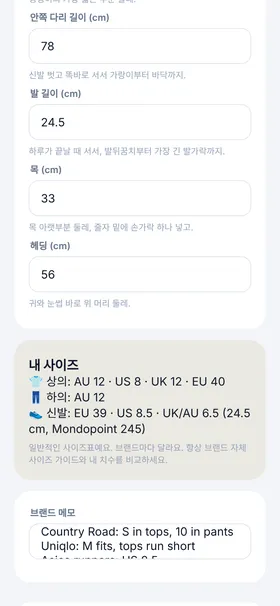 안쪽 다리 길이 (cm)
78
신발 벗고 똑바로 서서 가랑이부터 바닥까지.
발 길이 (cm)
24.5
하루가 끝날 때 서서, 발뒤꿈치부터 가장 긴 발가락까지.
목 (cm)
33
목 아랫부분 둘레, 줄자 밑에 손가락 하나 넣고.
헤딩 (cm)
56
귀와 눈썹 바로 위 머리 둘레.
내 사이즈
👕 상의: AU 12 · US 8 · UK 12 · EU 40
👖 하의: AU 12
👟 신발: EU 39 · US 8.5 · UK/AU 6.5 (24.5
cm, Mondopoint 245)
일반적인 사이즈표예요. 브랜드마다 달라요. 항상 브랜드 자체
사이즈 가이드와 내 치수를 비교하세요.
브랜드 메모
Country Road: S in tops, 10 in pants
Uniqlo: M fits, tops run short